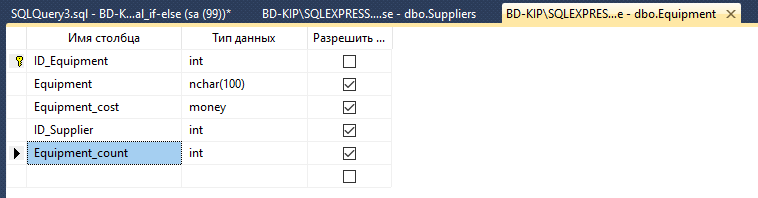 SQLQuery3.sql - BD-K...al_if-else (sa (99))* BD-KIP\SQLEXPRESS....se - dbo.Suppliers BD-KIP\SQLEXPRES...e - dbo.Equipment
Имя столбца Тип данных Разрешить ...
ID_Equipment int
Equipment nchar(100)
Equipment_cost money
ID_Supplier int
Equipment_count int